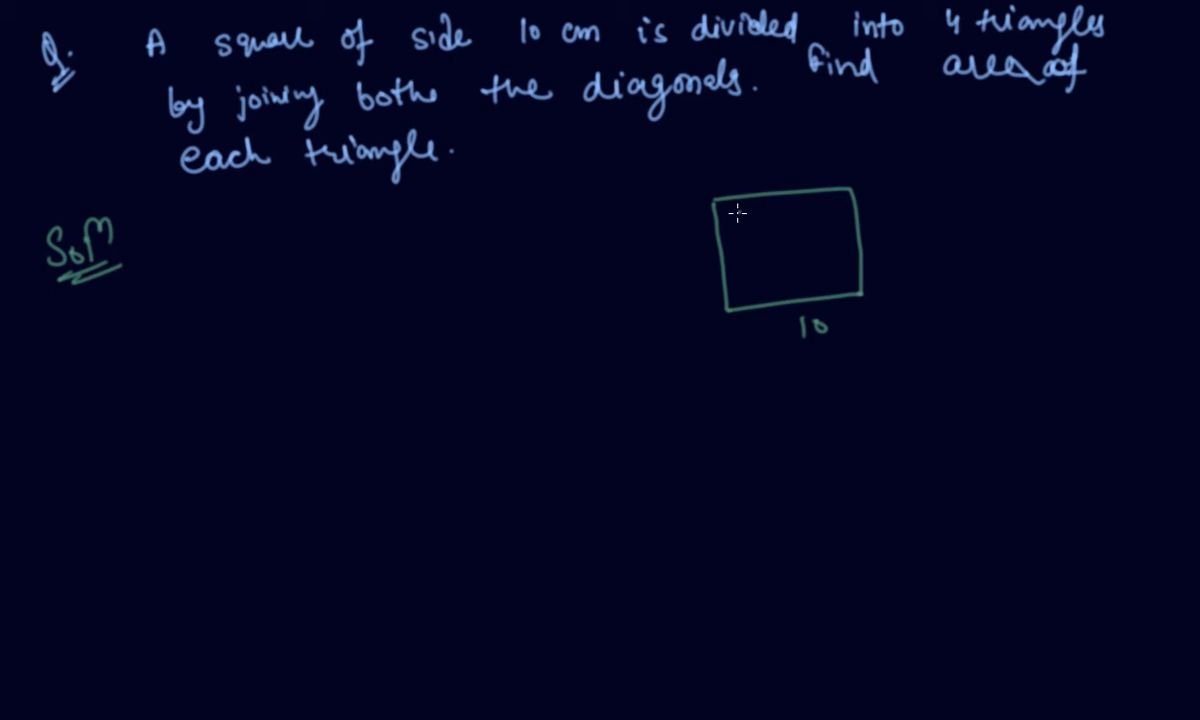 Q. A square of side 10 cm is divided into 4 triangles
by joining both the diagonals. Find area of
each triangle.
Sol
10